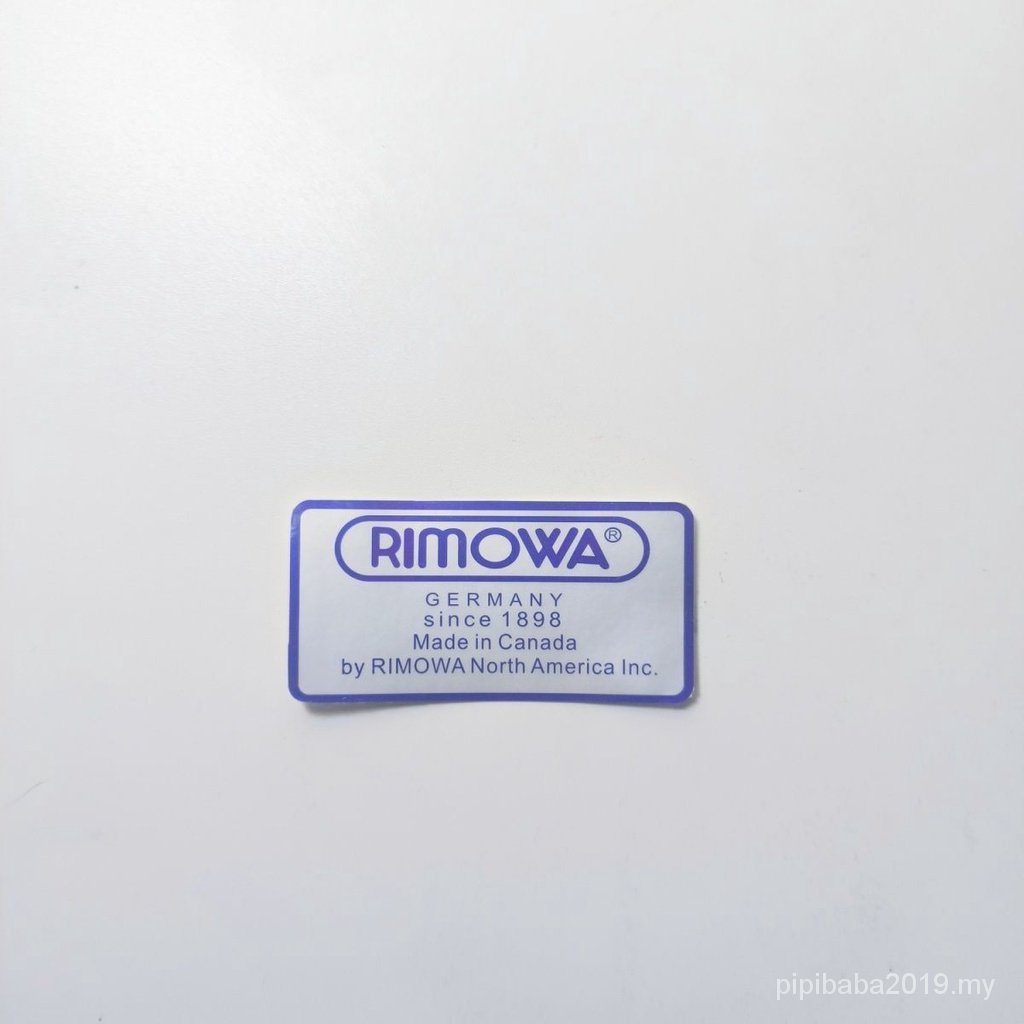 RIMOWA®
GERMANY
since 1898
Made in Canada
by RIMOWA North America Inc.
pipibaba2019.my